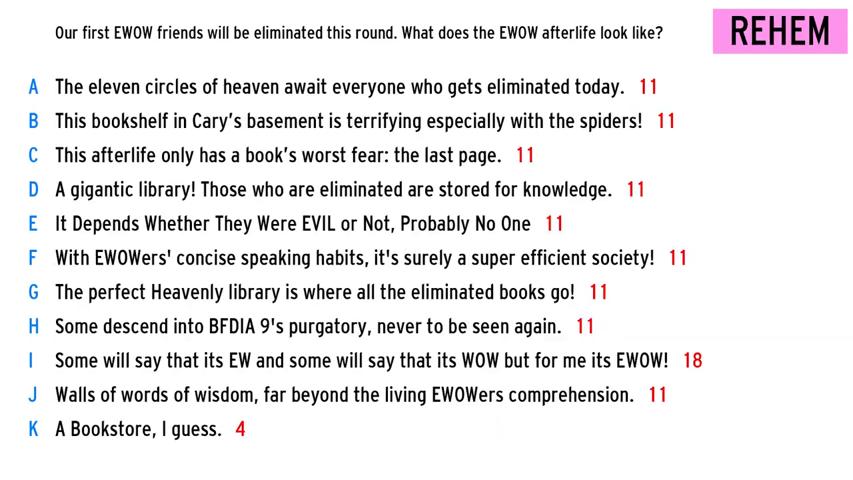 Our first EWOW friends will be eliminated this round. What does the EWOW afterlife look like?
REHEM
A The eleven circles of heaven await everyone who gets eliminated today. 11
B This bookshelf in Cary's basement is terrifying especially with the spiders! 11
C This afterlife only has a book's worst fear: the last page. 11
D A gigantic library! Those who are eliminated are stored for knowledge. 11
E It Depends Whether They Were EVIL or Not, Probably No One 11
F With EWOWers' concise speaking habits, it's surely a super efficient society! 11
G The perfect Heavenly library is where all the eliminated books go! 11
H Some descend into BFDIA 9's purgatory, never to be seen again. 11
I Some will say that its EW and some will say that its WOW but for me its EWOW! 18
J Walls of words of wisdom, far beyond the living EWOWers comprehension. 11
K A Bookstore, I guess. 4